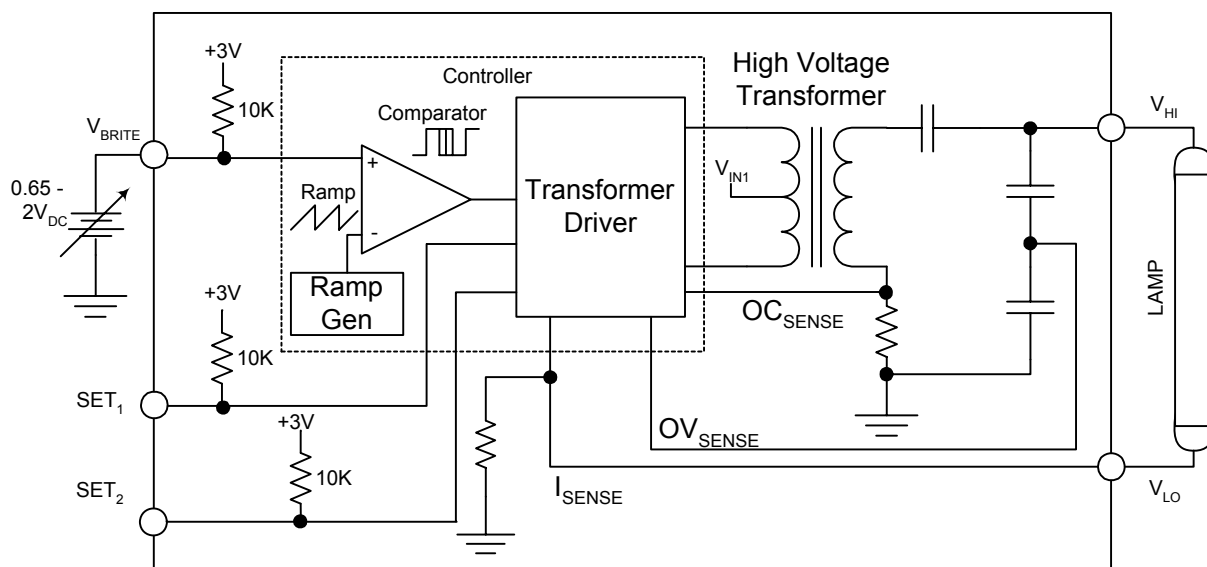 +3V
10K
V_BRITE
0.65 -
2V_DC
Controller
Comparator
+
Ramp
-
Ramp
Gen
Transformer
Driver
High Voltage
Transformer
V_IN1
V_HI
LAMP
OC_SENSE
+3V
10K
SET_1
+3V
10K
SET_2
OV_SENSE
I_SENSE
V_LO